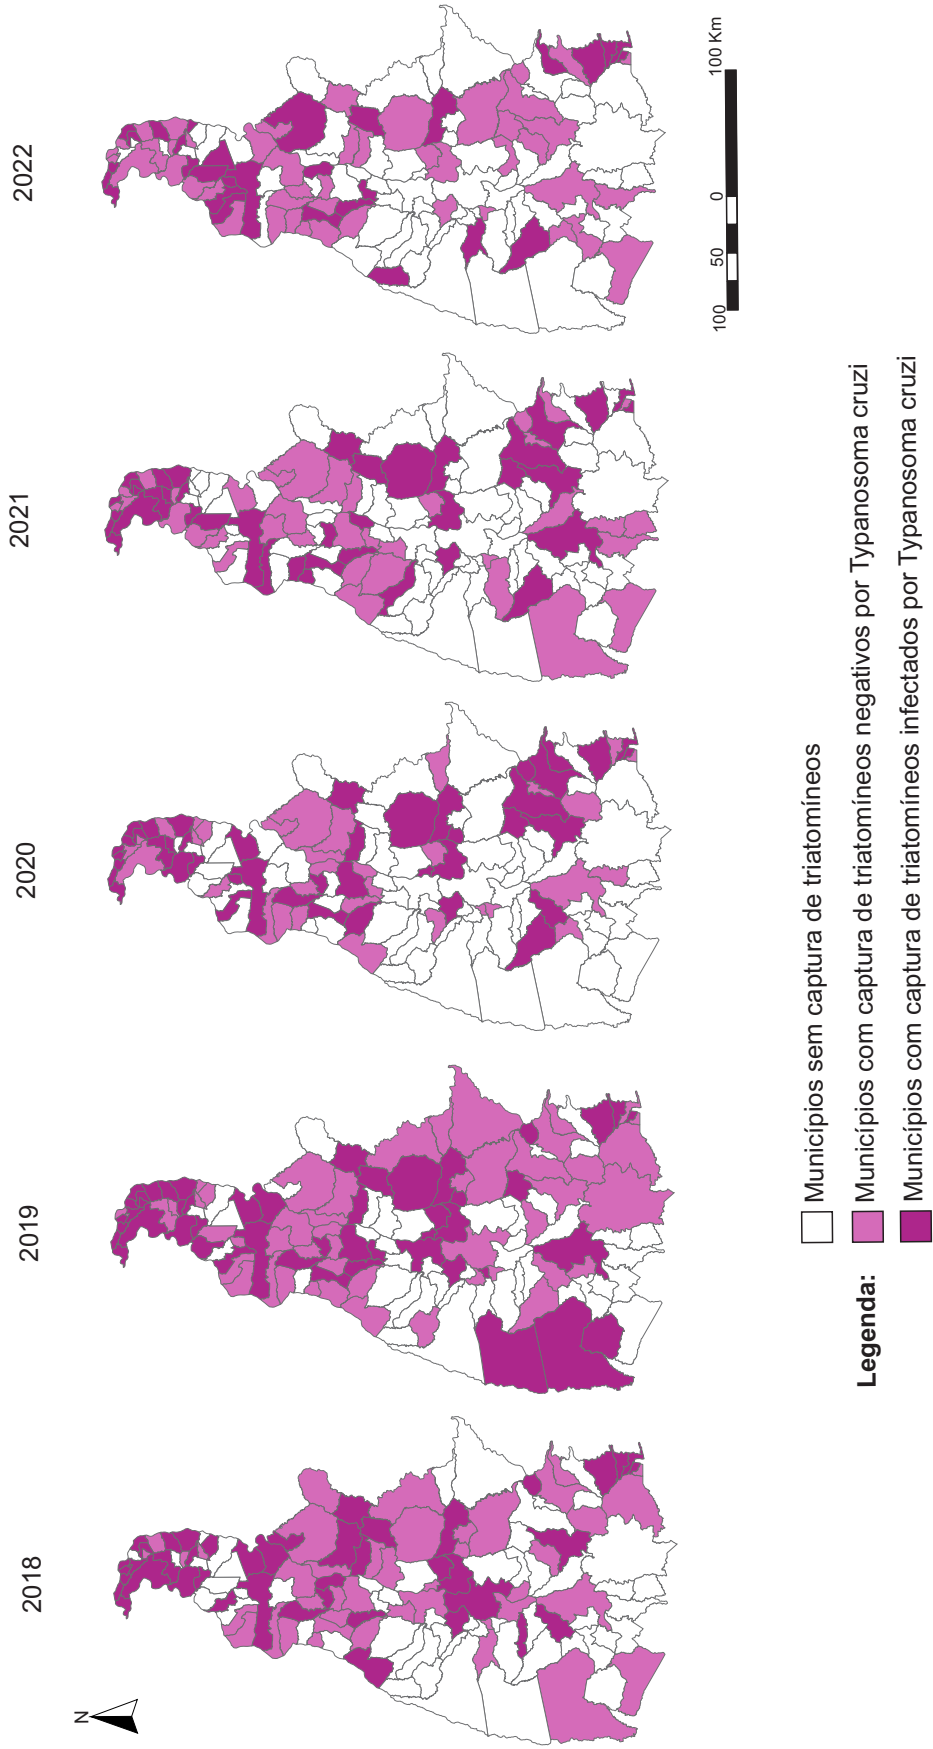 2018
2019
2020
2021
2022
N
100 50 0 100 Km
Legenda:
Municípios sem captura de triatomíneos
Municípios com captura de triatomíneos negativos por Typanosoma cruzi
Municípios com captura de triatomíneos infectados por Typanosoma cruzi